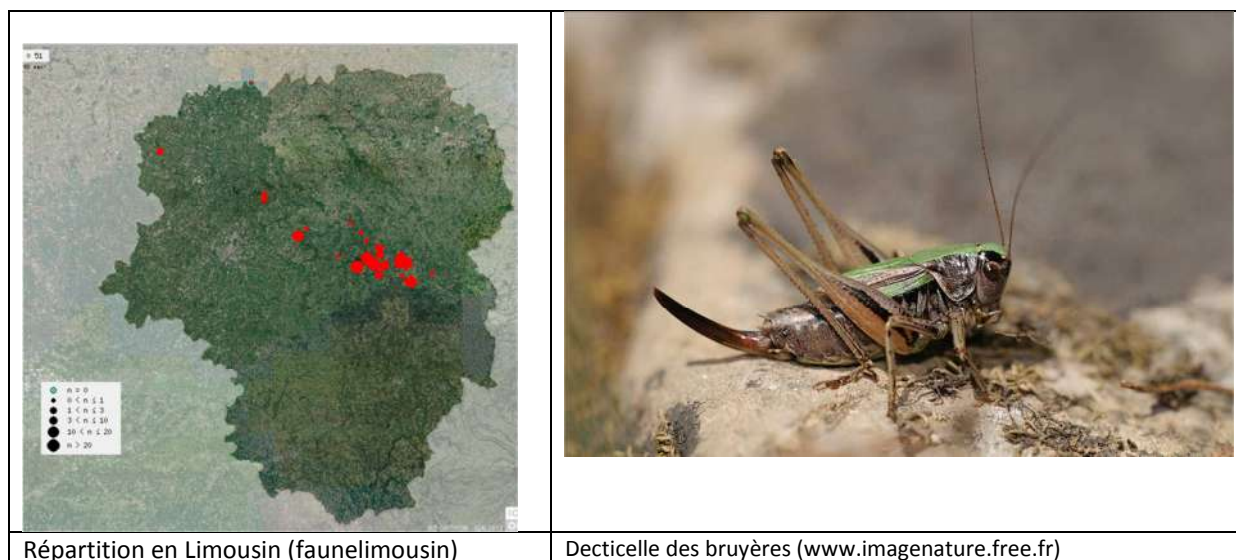 n = 51
n = 0
0 < n ≤ 1
1 < n ≤ 3
3 < n ≤ 10
10 < n ≤ 20
n > 20
Répartition en Limousin (faunelimousin)
Decticelle des bruyères (www.imagenature.free.fr)